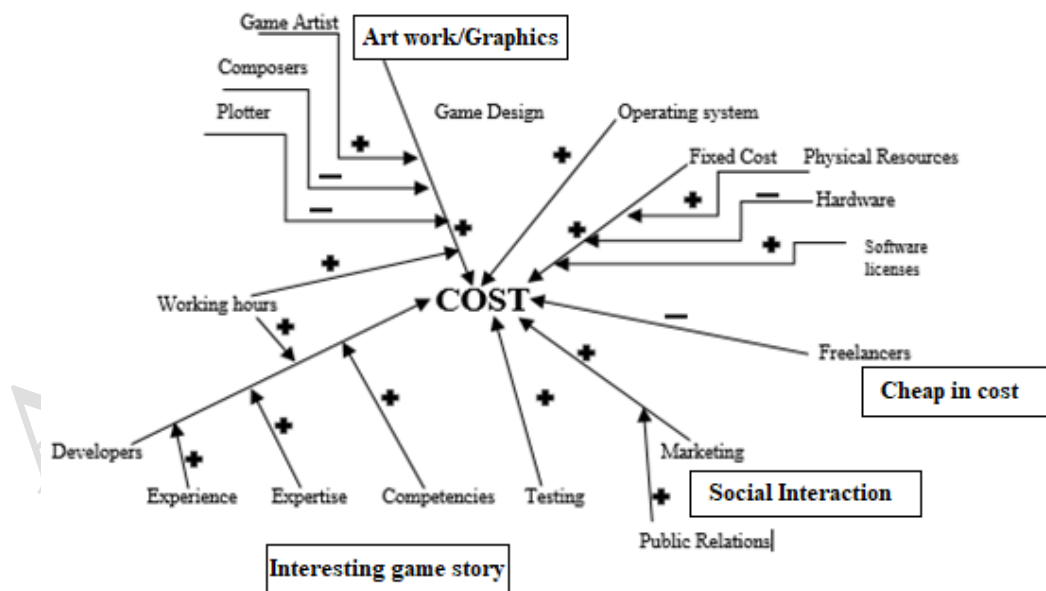 Game Artist
Art work/Graphics
Composers
Plotter
Game Design
Operating system
Fixed Cost
Physical Resources
Hardware
Software
licenses
Working hours
COST
Freelancers
Cheap in cost
Developers
Marketing
Experience
Expertise
Competencies
Testing
Social Interaction
Public Relations
Interesting game story